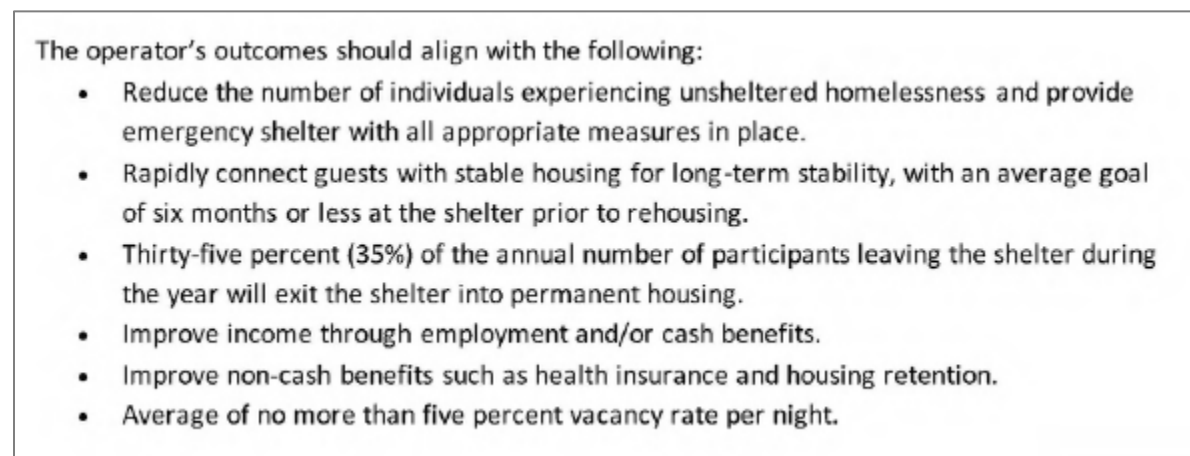 The operator's outcomes should align with the following:
• Reduce the number of individuals experiencing unsheltered homelessness and provide
emergency shelter with all appropriate measures in place.
• Rapidly connect guests with stable housing for long-term stability, with an average goal
of six months or less at the shelter prior to rehousing.
• Thirty-five percent (35%) of the annual number of participants leaving the shelter during
the year will exit the shelter into permanent housing.
• Improve income through employment and/or cash benefits.
• Improve non-cash benefits such as health insurance and housing retention.
• Average of no more than five percent vacancy rate per night.